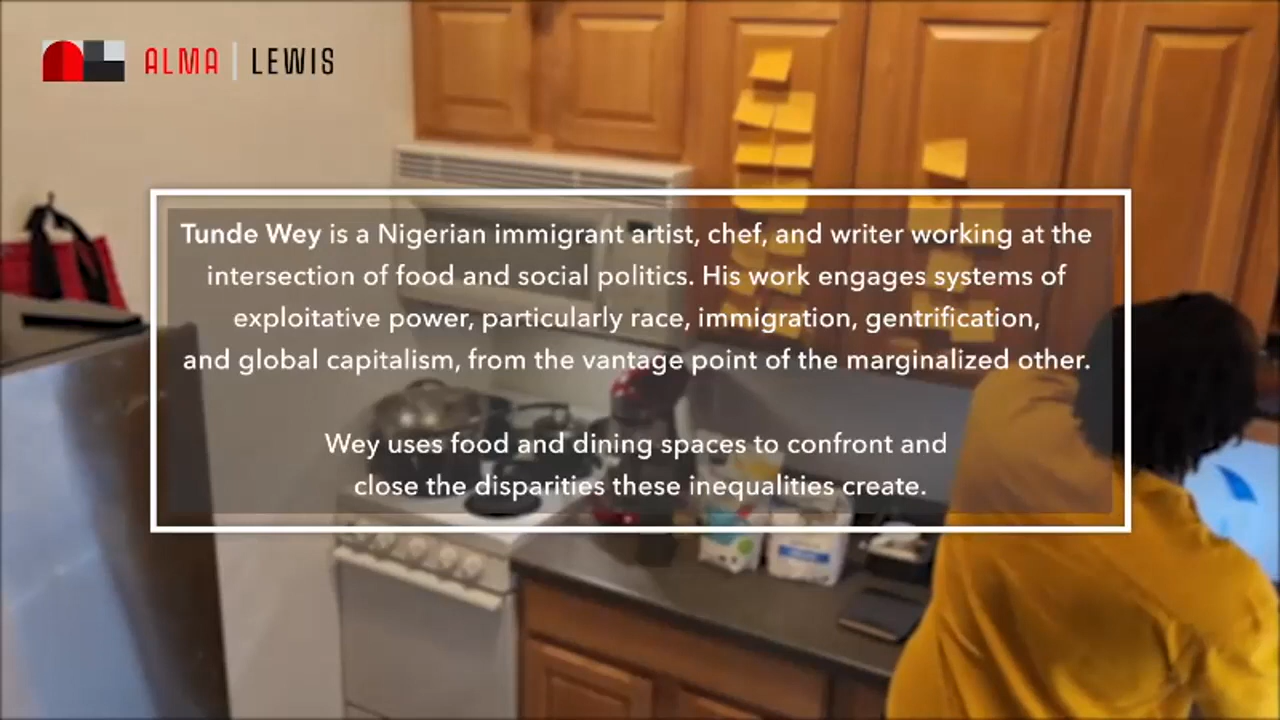 ALMA | LEWIS
Tunde Wey is a Nigerian immigrant artist, chef, and writer working at the
intersection of food and social politics. His work engages systems of
exploitative power, particularly race, immigration, gentrification,
and global capitalism, from the vantage point of the marginalized other.
Wey uses food and dining spaces to confront and
close the disparities these inequalities create.